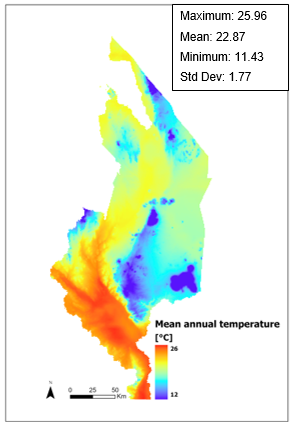 Maximum: 25.96
Mean: 22.87
Minimum: 11.43
Std Dev: 1.77
Mean annual temperature
[°C]
26
12
0 25 50
Km